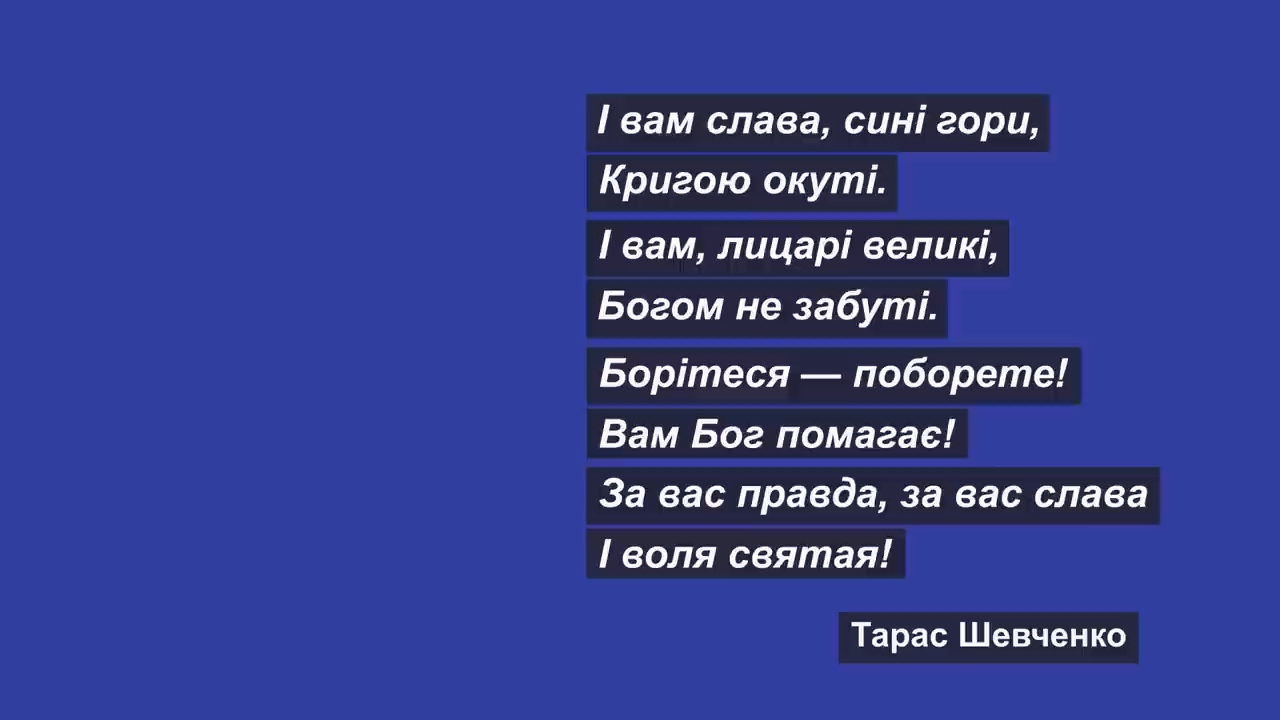 І вам слава, сині гори,
Кригою окуті.
І вам, лицарі великі,
Богом не забуті.
Борітеся — поборете!
Вам Бог помагає!
За вас правда, за вас слава
І воля святая!
Тарас Шевченко